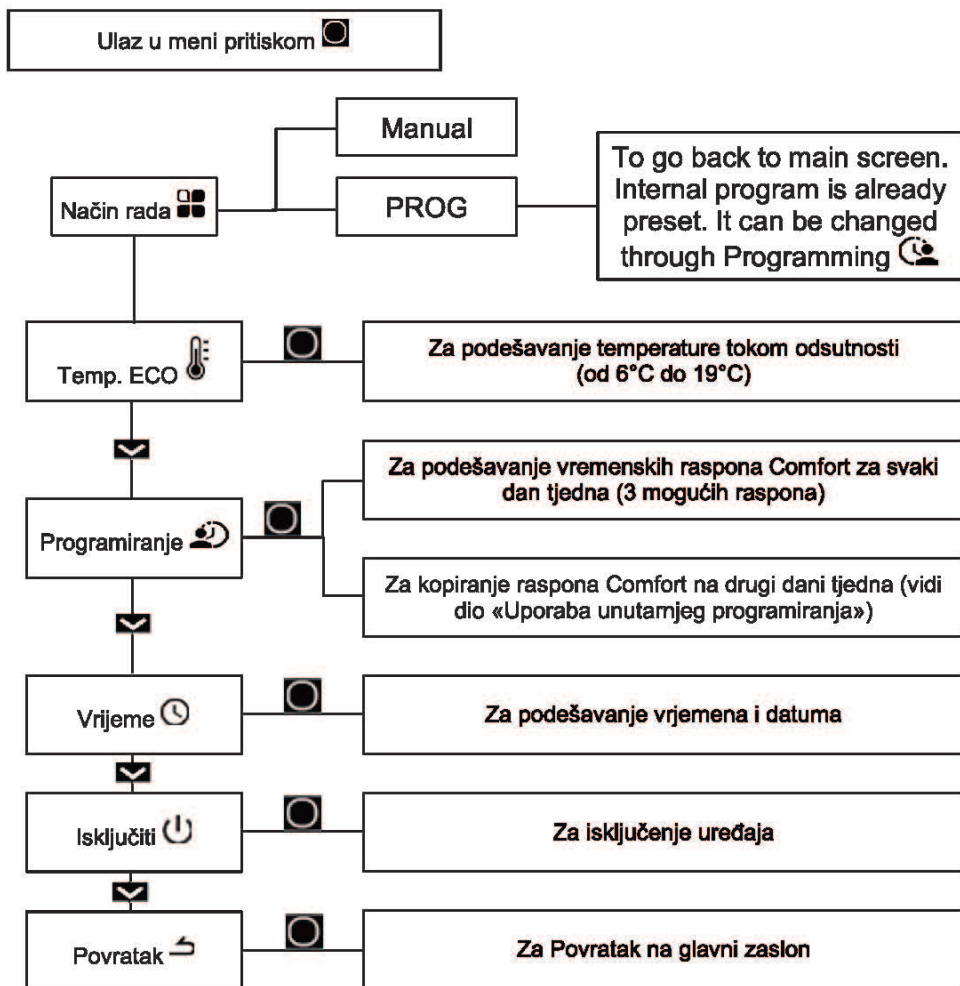 Ulaz u meni pritiskom
Manual
Način rada
PROG
To go back to main screen.
Internal program is already
preset. It can be changed
through Programming
Temp. ECO
Za podešavanje temperature tokom odsutnosti
(od 6°C do 19°C)
Programiranje
Za podešavanje vremenskih raspona Comfort za svaki
dan tjedna (3 mogućih raspona)
Za kopiranje raspona Comfort na drugi dani tjedna (vidi
dio «Uporaba unutarnjeg programiranja»)
Vrijeme
Za podešavanje vrjemena i datuma
Isključiti
Za isključenje uređaja
Povratak
Za Povratak na glavni zaslon